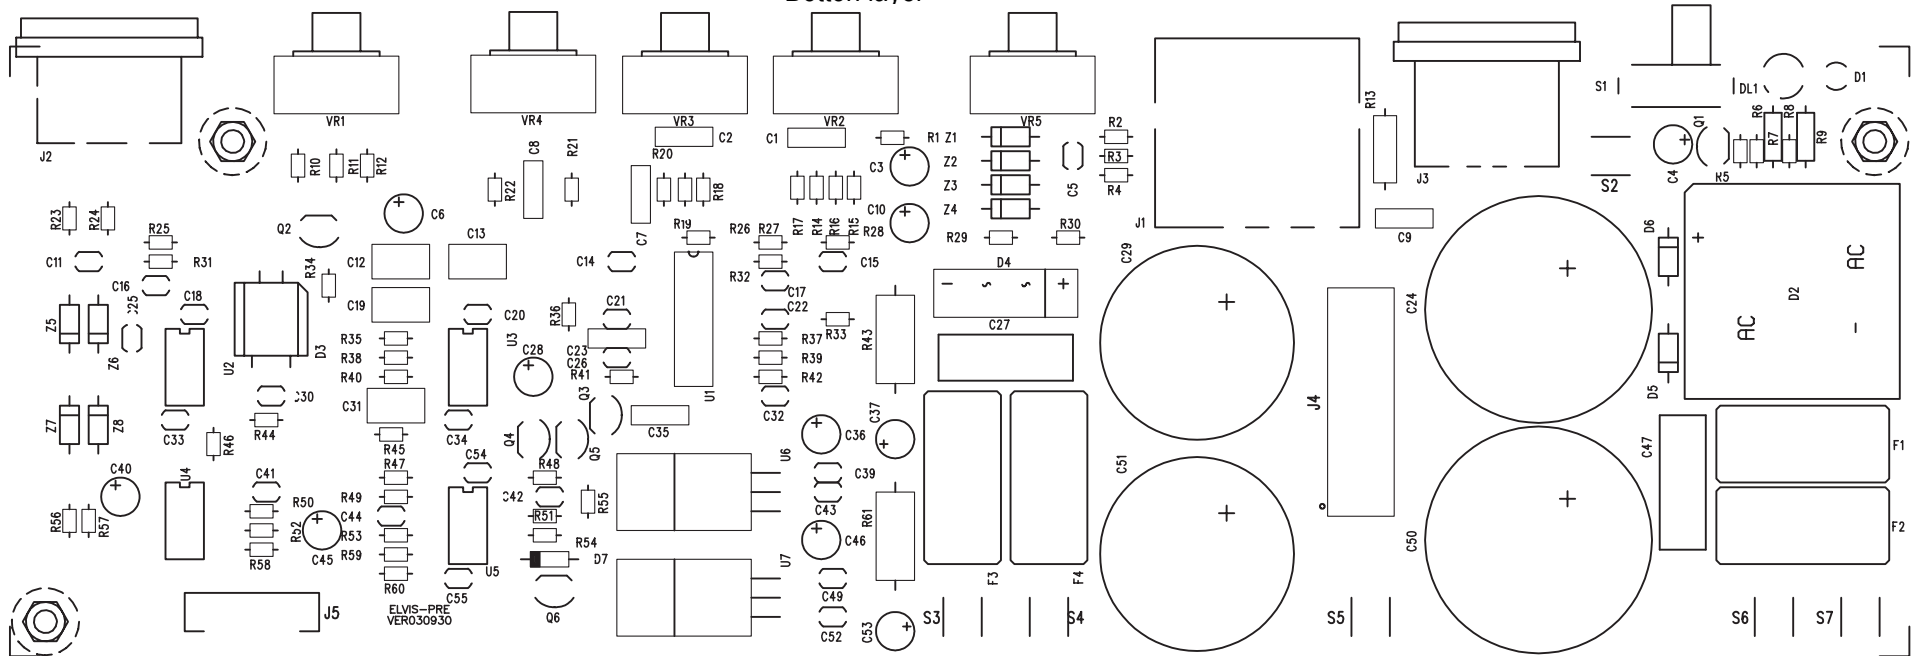 Bottom layer
VR1
VR4
VR3
VR2
VR5
J2
R10
R11
R12
C8
R21
R22
R20
C2
C1
R18
C7
R19
R1
C3
C10
R28
Z1
Z2
Z3
Z4
C5
R2
R3
R4
J1
R13
J3
C9
S1
DL1
D1
S2
C4
Q1
R5
R6
R7
R8
R9
R23
R24
R25
R31
C11
C16
C18
C25
Z5
Z6
Q2
C6
R34
C12
C13
C19
C20
U2
D3
U3
C28
R35
R38
R40
C31
C30
R36
C14
C21
C23
C26
R41
Q3
C35
U1
R26
R27
R32
R17
R14
R16
R15
C15
C17
C22
R33
R37
R39
R42
C32
R43
R29
R30
D4
− ~ ~ +
C27
C29
+
C24
+
D6
D5
+
AC
AC
−
D2
Z7
Z8
C33
R46
R44
R45
C34
Q4
Q5
C36
C37
J4
C47
F1
F2
C40
U4
C41
R50
R52
R58
C45
R56
R57
R47
R49
C44
R53
R59
R60
C54
U5
C55
C42
R48
R51
R54
R55
D7
Q6
U6
U7
C39
C43
C46
C49
C52
R61
C53
F3
F4
C51
+
C50
+
J5
ELVIS-PRE
VER030930
S3
S4
S5
S6
S7